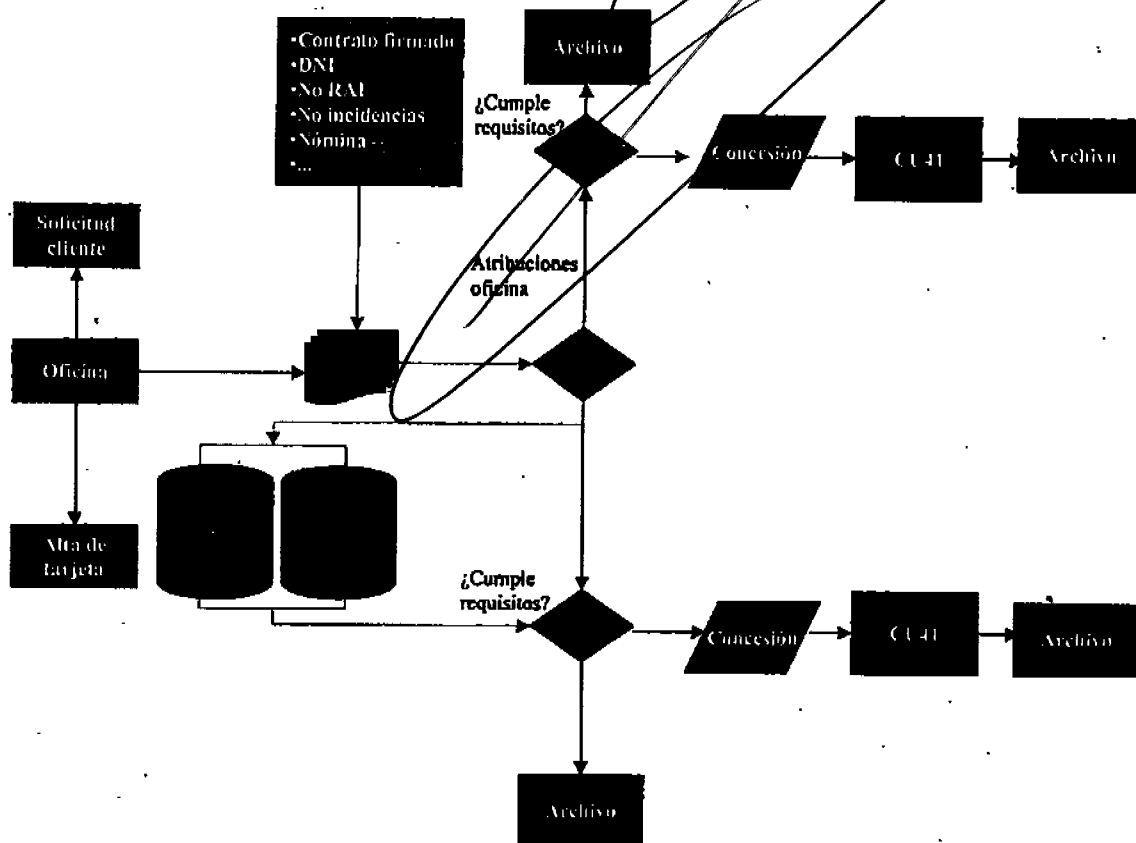 •Contrato firmado
•DNI
•No RAI
•No incidencias
•Nómina
•...
Archivo
¿Cumple
requisitos?
Concesión
Archivo
Solicitud
cliente
Atribuciones
oficina
Oficina
Alta de
tarjeta
¿Cumple
requisitos?
Concesión
Archivo
Archivo